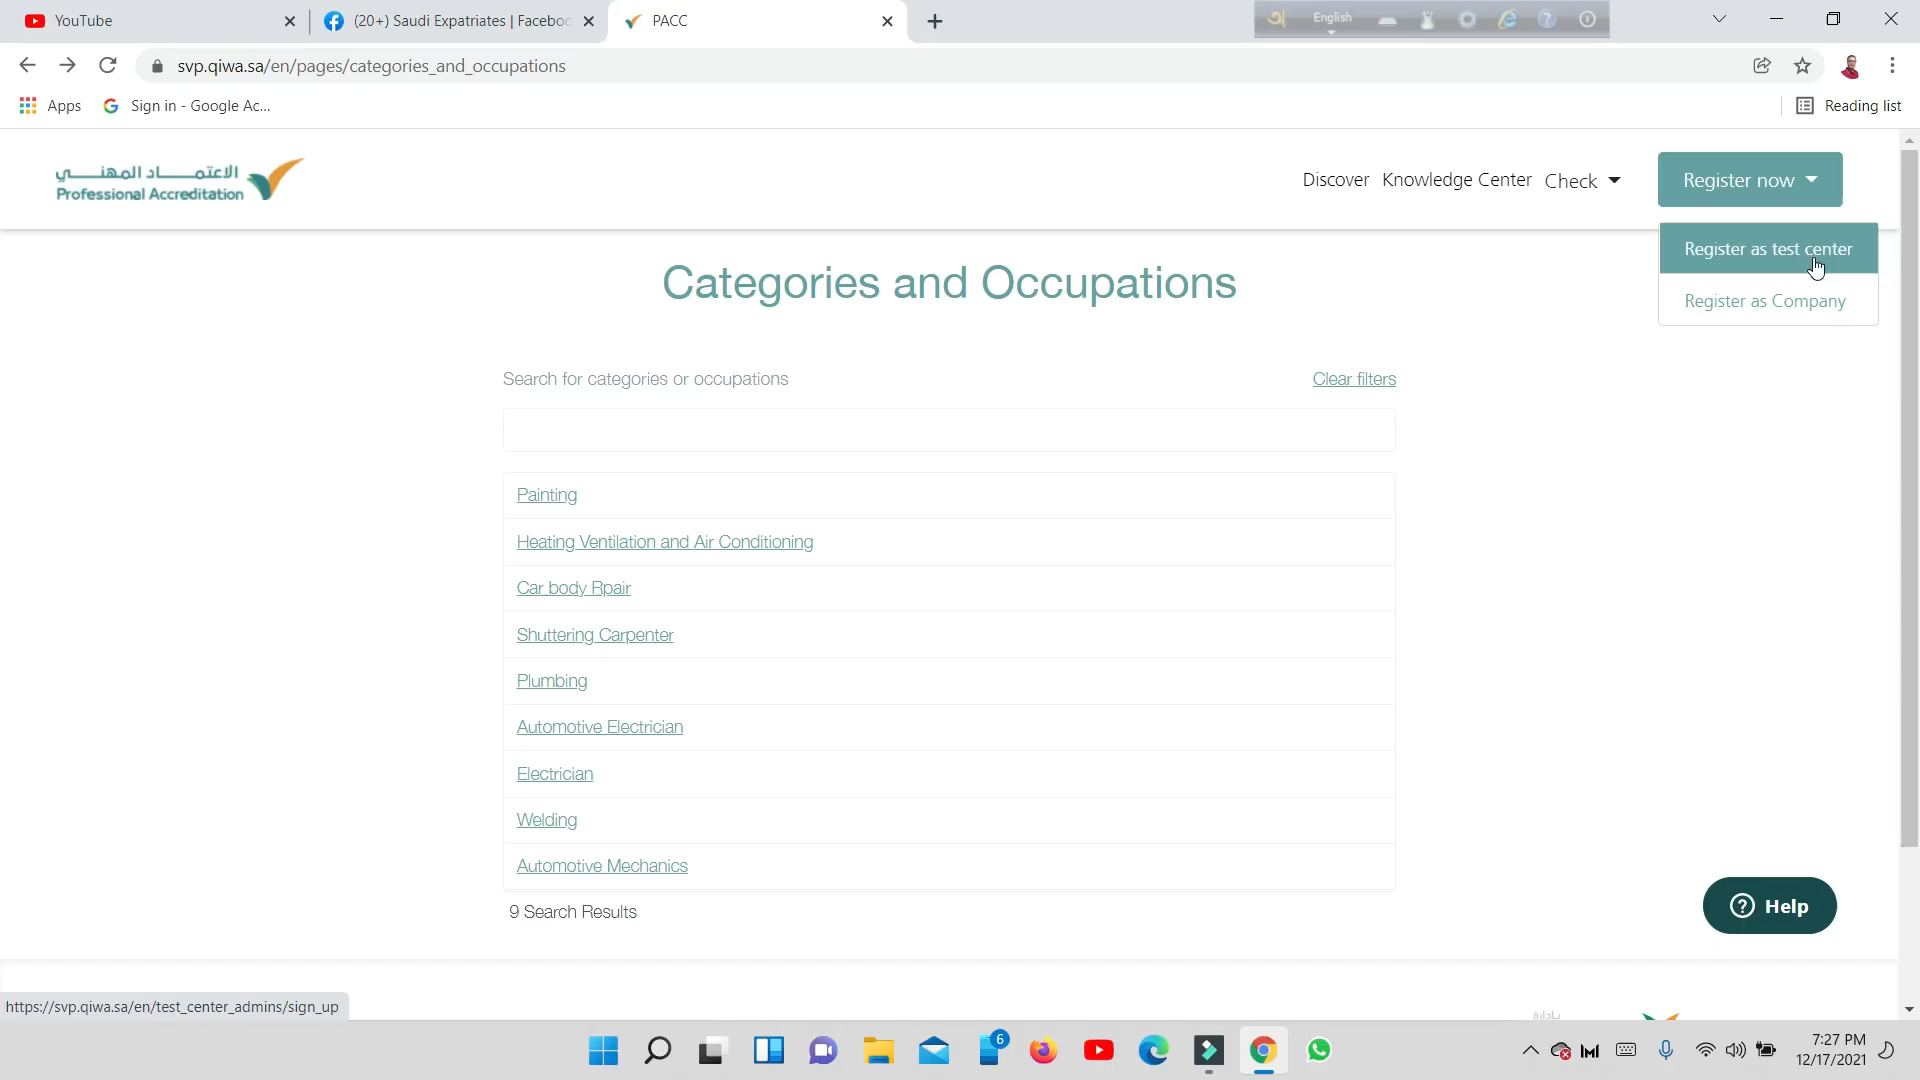 YouTube
(20+) Saudi Expatriates | Faceboo
PACC
English
svp.qiwa.sa/en/pages/categories_and_occupations
Apps
Sign in - Google Ac...
Reading list
الاعتماد المهني
Professional Accreditation
Discover
Knowledge Center
Check
Register now
Register as test center
Register as Company
Categories and Occupations
Search for categories or occupations
Clear filters
Painting
Heating Ventilation and Air Conditioning
Car body Rpair
Shuttering Carpenter
Plumbing
Automotive Electrician
Electrician
Welding
Automotive Mechanics
9 Search Results
Help
https://svp.qiwa.sa/en/test_center_admins/sign_up
6
7:27 PM
12/17/2021